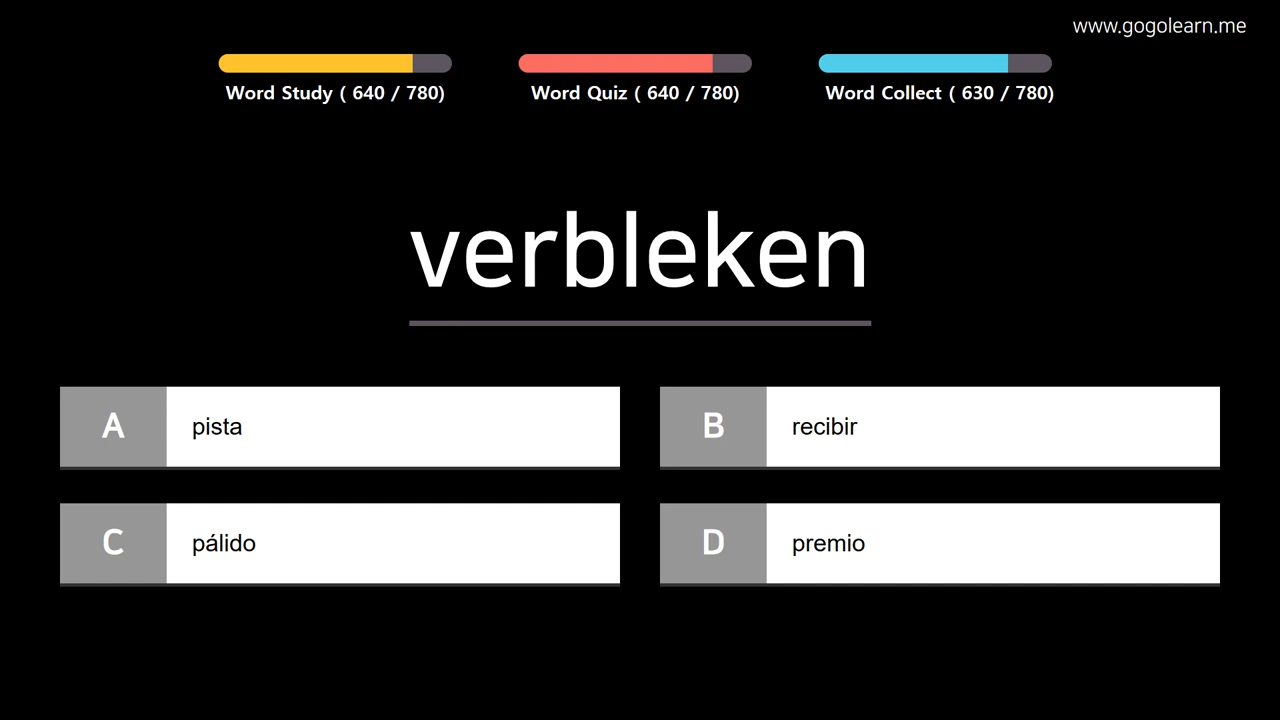 www.gogolearn.me
Word Study ( 640 / 780)
Word Quiz ( 640 / 780)
Word Collect ( 630 / 780)
verbleken
A pista
B recibir
C pálido
D premio